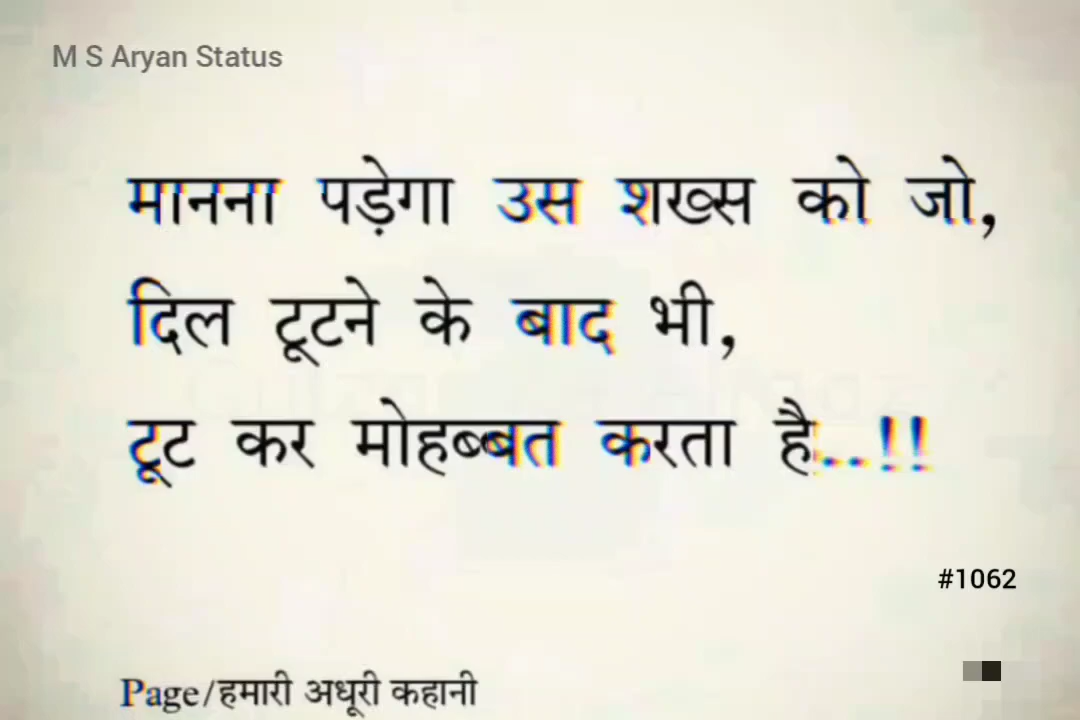 M S Aryan Status
मानना पड़ेगा उस शख्स को जो,
दिल टूटने के बाद भी,
टूट कर मोहब्बत करता है...!!
#1062
Page/हमारी अधूरी कहानी